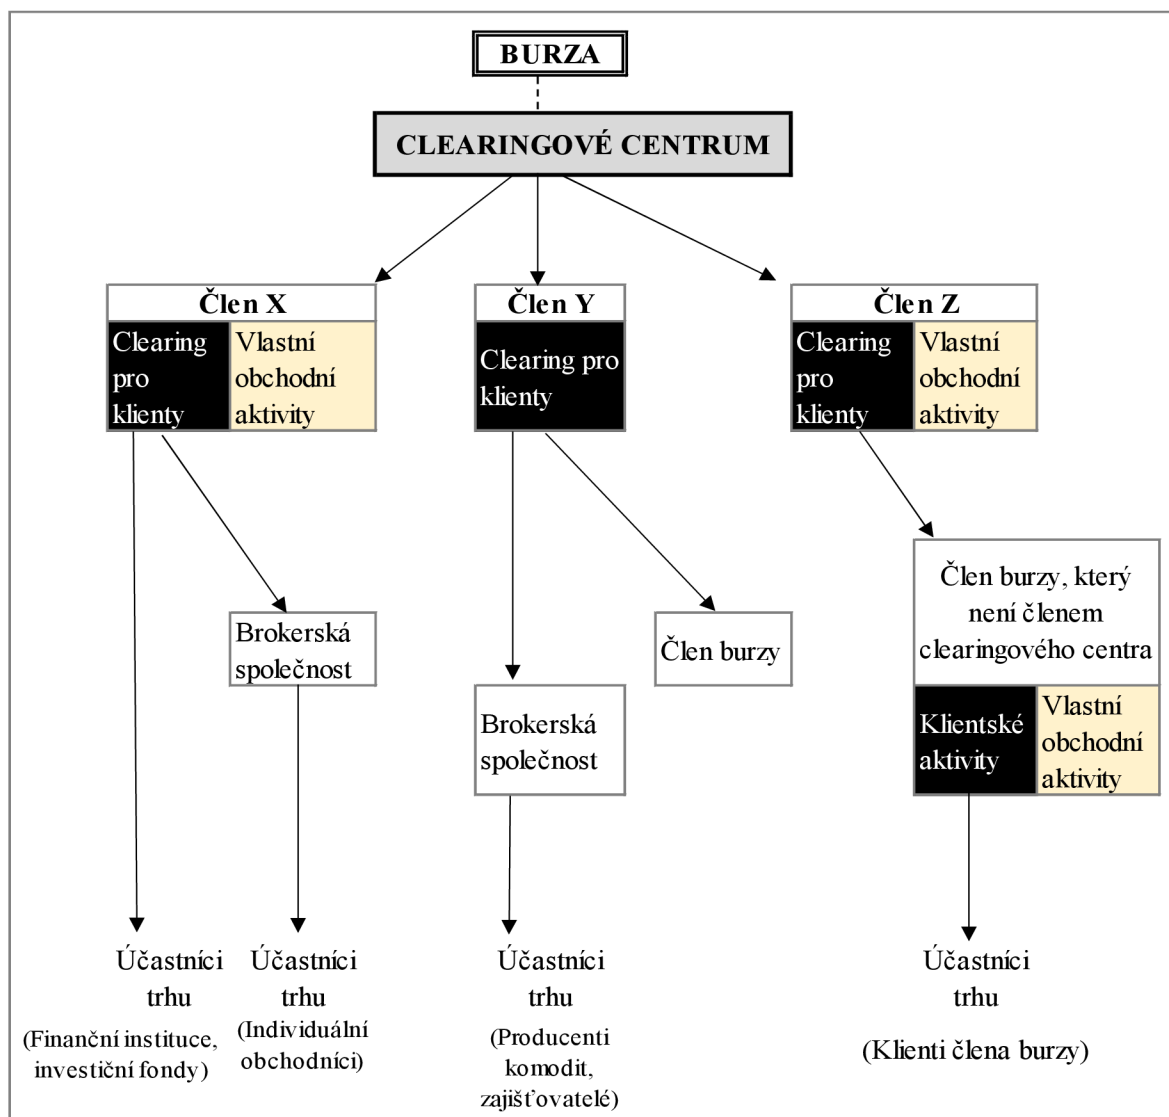 BURZA
CLEARINGOVÉ CENTRUM
Člen X
Clearing
pro
klienty
Vlastní
obchodní
aktivity
Člen Y
Clearing pro
klienty
Člen Z
Clearing
pro
klienty
Vlastní
obchodní
aktivity
Brokerská
společnost
Brokerská
společnost
Člen burzy
Člen burzy, který
není členem
clearingového centra
Klientské
aktivity
Vlastní
obchodní
aktivity
Účastníci
trhu
(Finanční instituce,
investiční fondy)
Účastníci
trhu
(Individuální
obchodníci)
Účastníci
trhu
(Producenti
komodit,
zajišťovatelé)
Účastníci
trhu
(Klienti člena burzy)